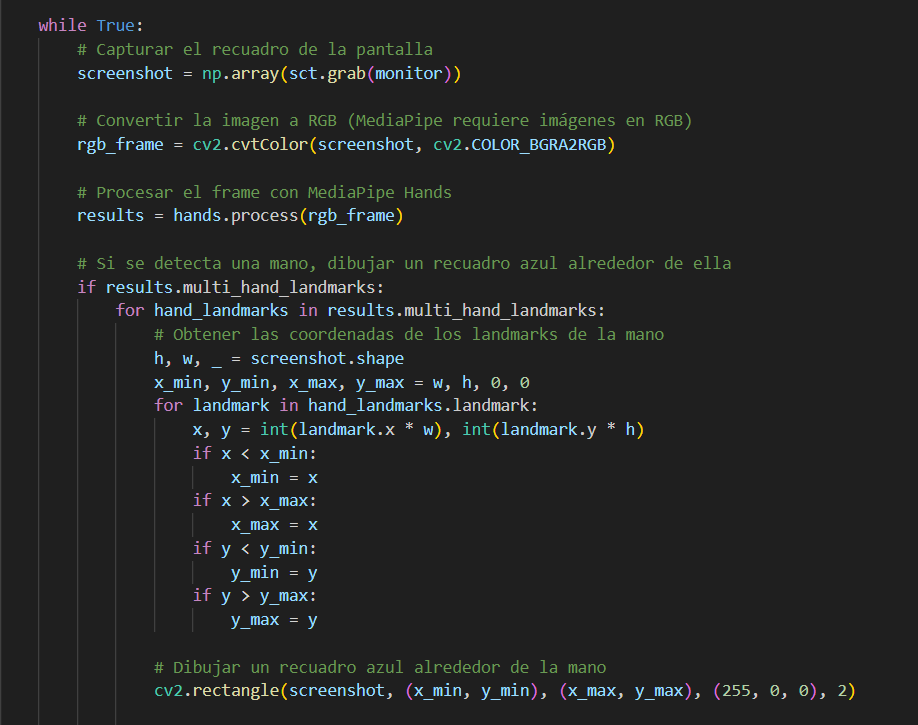 while True:
# Capturar el recuadro de la pantalla
screenshot = np.array(sct.grab(monitor))
# Convertir la imagen a RGB (MediaPipe requiere imágenes en RGB)
rgb_frame = cv2.cvtColor(screenshot, cv2.COLOR_BGRA2RGB)
# Procesar el frame con MediaPipe Hands
results = hands.process(rgb_frame)
# Si se detecta una mano, dibujar un recuadro azul alrededor de ella
if results.multi_hand_landmarks:
for hand_landmarks in results.multi_hand_landmarks:
# Obtener las coordenadas de los landmarks de la mano
h, w, _ = screenshot.shape
x_min, y_min, x_max, y_max = w, h, 0, 0
for landmark in hand_landmarks.landmark:
x, y = int(landmark.x * w), int(landmark.y * h)
if x < x_min:
x_min = x
if x > x_max:
x_max = x
if y < y_min:
y_min = y
if y > y_max:
y_max = y
# Dibujar un recuadro azul alrededor de la mano
cv2.rectangle(screenshot, (x_min, y_min), (x_max, y_max), (255, 0, 0), 2)